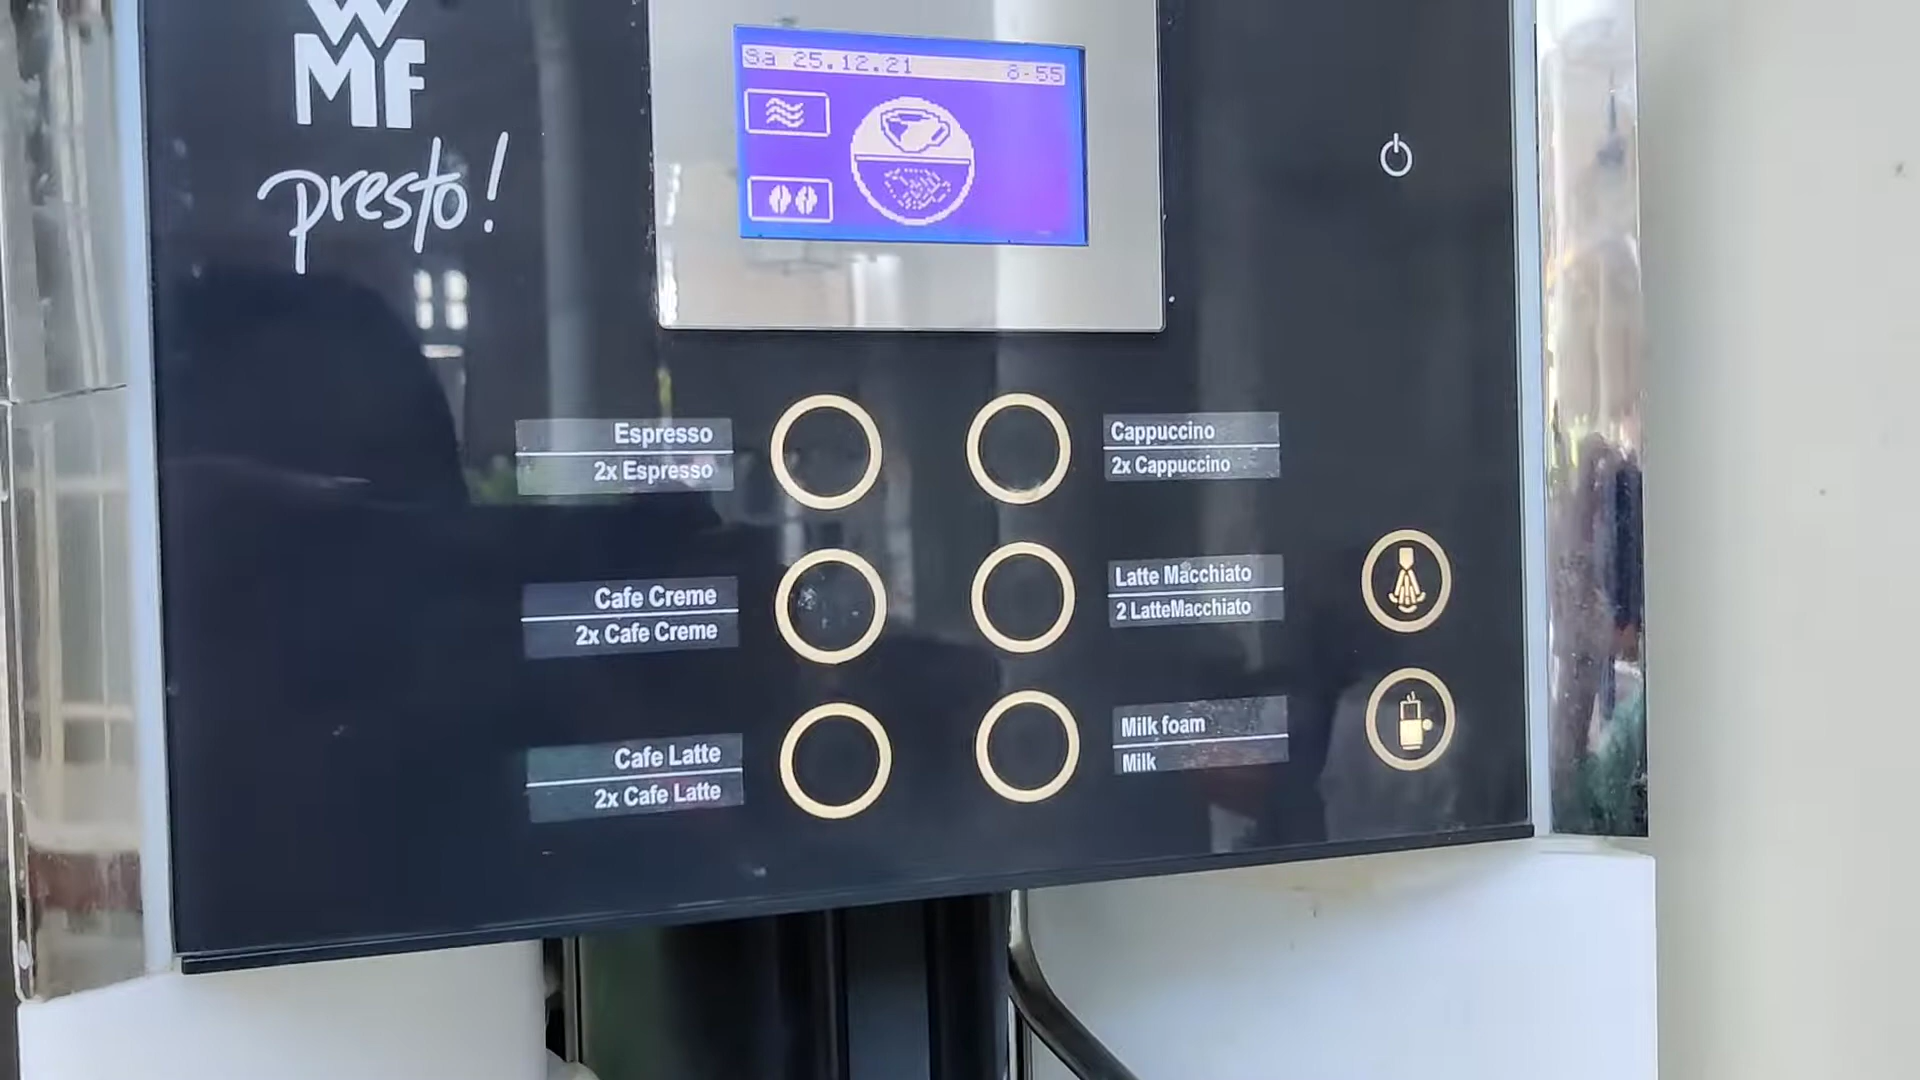 WMF
presto!
Sa 25.12.21 8-55
Espresso
2x Espresso
Cappuccino
2x Cappuccino
Cafe Creme
2x Cafe Creme
Latte Macchiato
2 LatteMacchiato
Cafe Latte
2x Cafe Latte
Milk foam
Milk